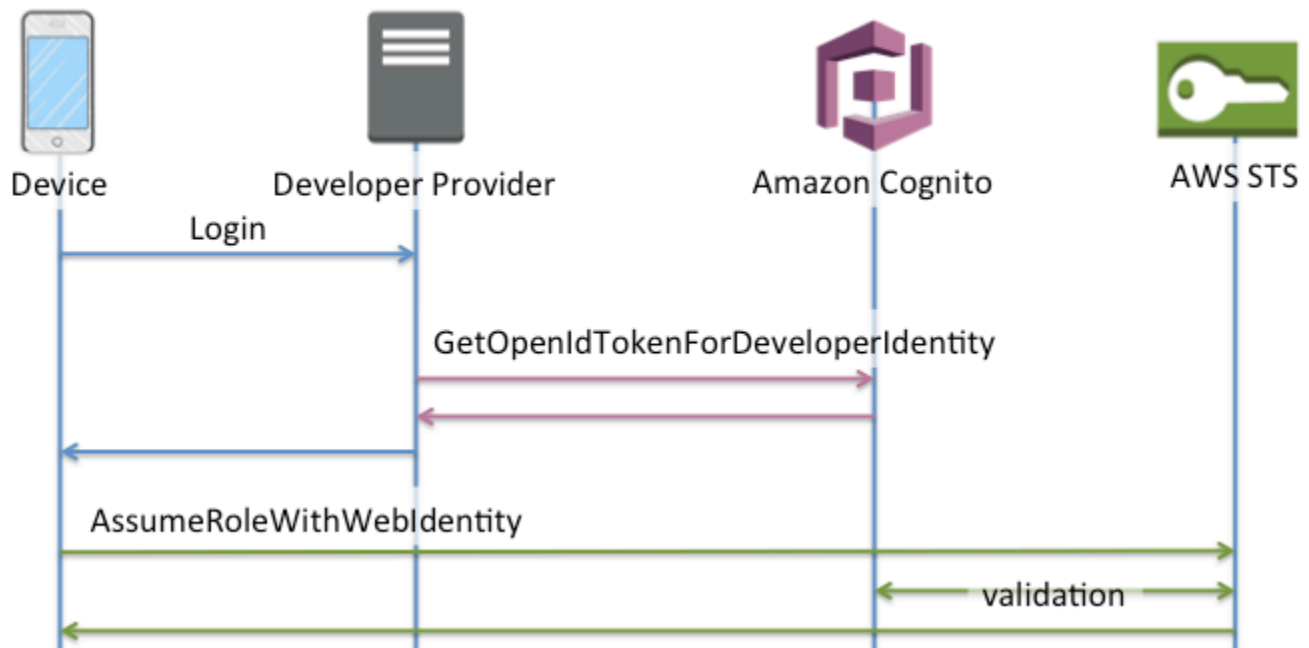 Device
Developer Provider
Amazon Cognito
AWS STS
Login
GetOpenIdTokenForDeveloperIdentity
AssumeRoleWithWebIdentity
validation